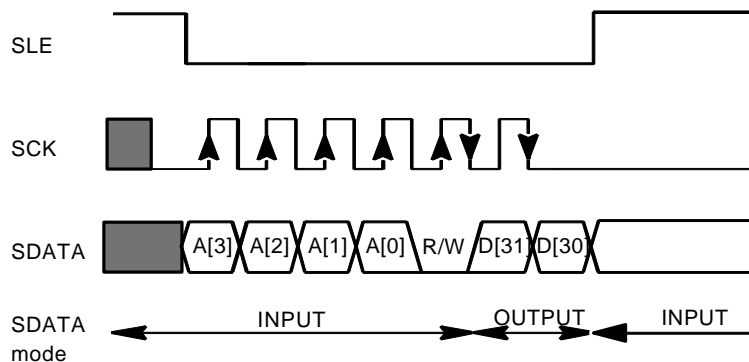 SLE
SCK
SDATA A[3] A[2] A[1] A[0] R/W D[31] D[30]
SDATA mode INPUT OUTPUT INPUT